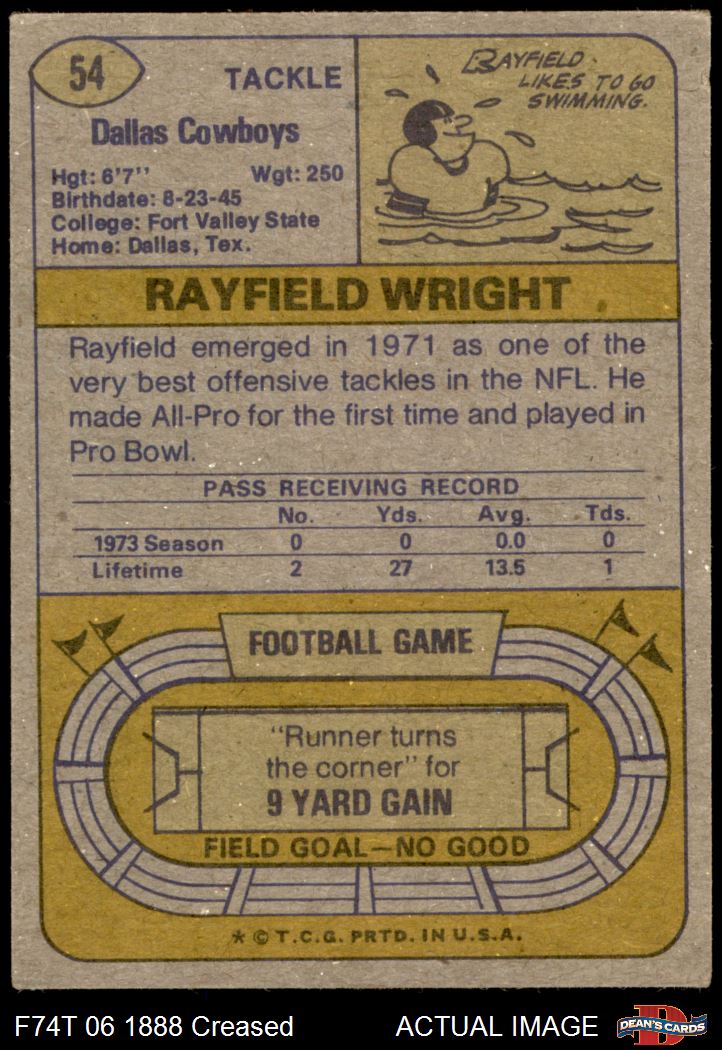 54
TACKLE
Dallas Cowboys
Hgt: 6'7" Wgt: 250
Birthdate: 8-23-45
College: Fort Valley State
Home: Dallas, Tex.
RAYFIELD
LIKES TO GO
SWIMMING.
RAYFIELD WRIGHT
Rayfield emerged in 1971 as one of the
very best offensive tackles in the NFL. He
made All-Pro for the first time and played in
Pro Bowl.
PASS RECEIVING RECORD
No. Yds. Avg. Tds.
1973 Season 0 0 0.0 0
Lifetime 2 27 13.5 1
FOOTBALL GAME
"Runner turns
the corner" for
9 YARD GAIN
FIELD GOAL—NO GOOD
* © T.C.G. PRTD. IN U.S.A.
F74T 06 1888 Creased ACTUAL IMAGE
D
DEAN'S CARDS